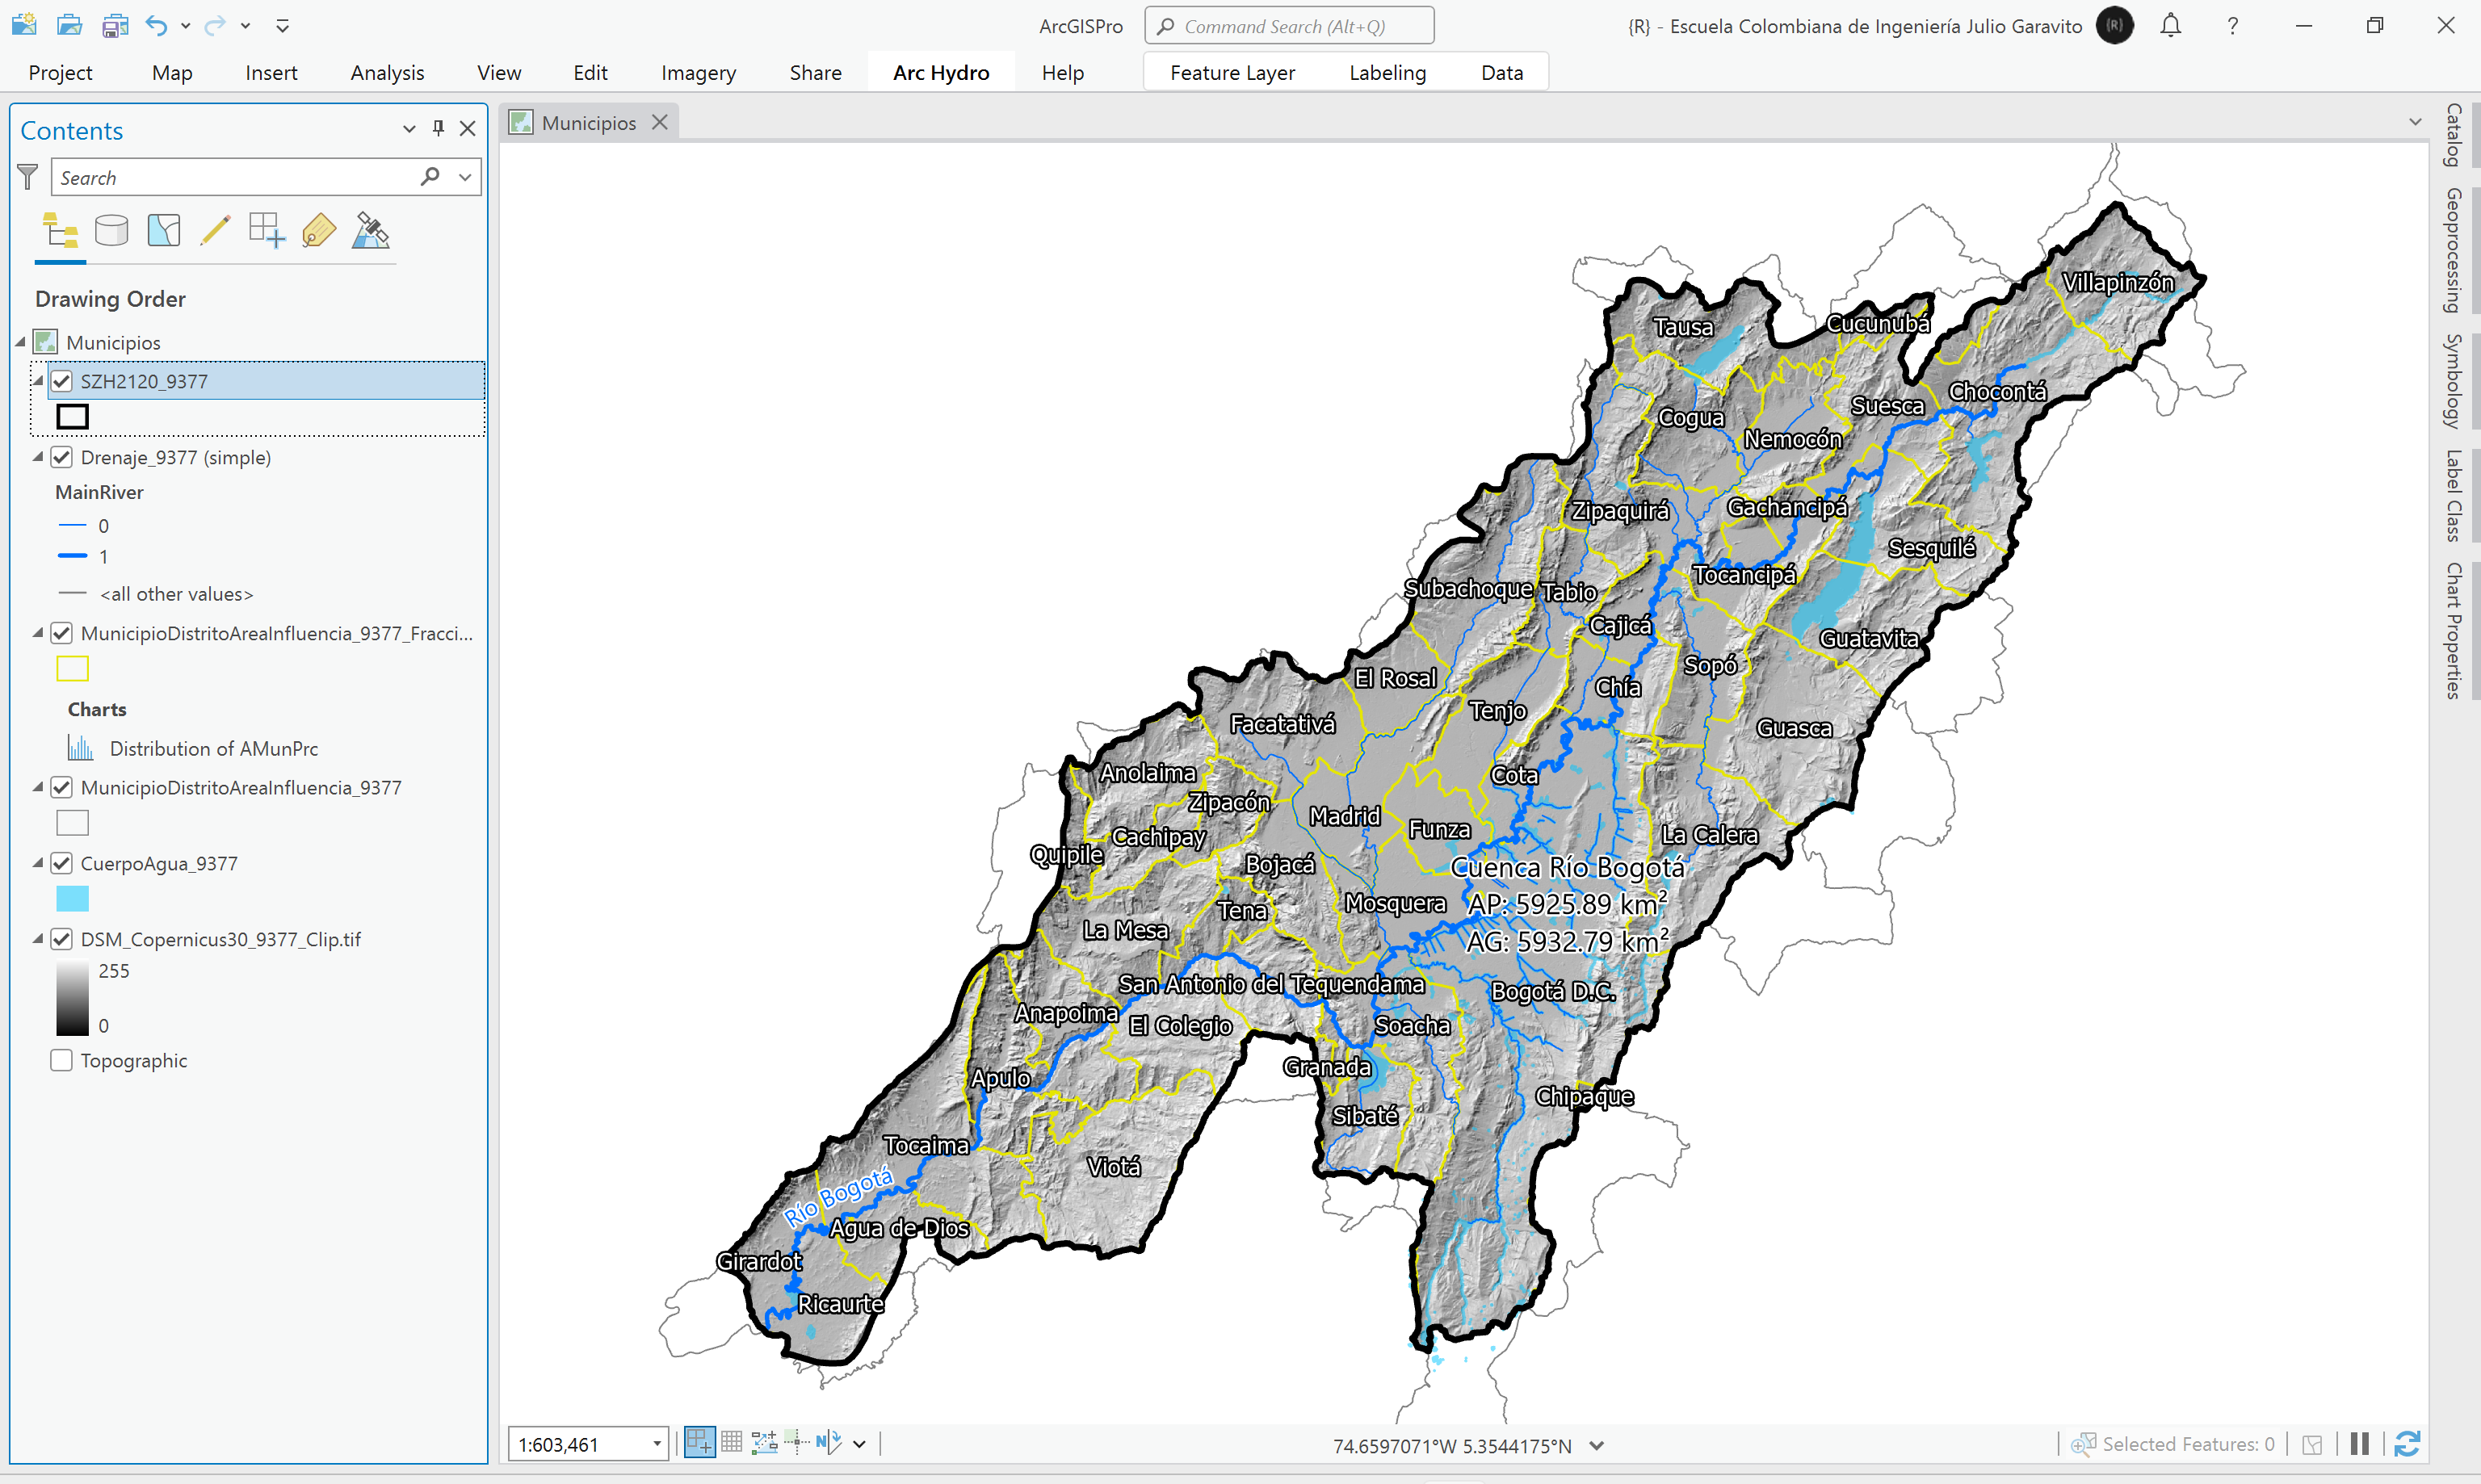 ArcGISPro
Command Search (Alt+Q)
{R} - Escuela Colombiana de Ingeniería Julio Garavito
{R}
?
Project Map Insert Analysis View Edit Imagery Share Arc Hydro Help Feature Layer Labeling Data
Contents
Search
Drawing Order
Municipios
SZH2120_9377
Drenaje_9377 (simple)
MainRiver
0
1
<all other values>
MunicipioDistritoAreaInfluencia_9377_Fracci...
Charts
Distribution of AMunPrc
MunicipioDistritoAreaInfluencia_9377
CuerpoAgua_9377
DSM_Copernicus30_9377_Clip.tif
255
0
Topographic
Municipios
Villapinzón
Tausa
Cucunubá
Chocontá
Suesca
Cogua
Nemocón
Zipaquirá
Gachancipá
Sesquilé
Tocancipá
Subachoque
Tabio
Cajicá
Guatavita
Sopó
El Rosal
Chía
Tenjo
Facatativá
Guasca
Anolaima
Cota
Zipacón
Madrid
Funza
Cachipay
La Calera
Quipile
Bojacá
Cuenca Río Bogotá
AP: 5925.89 km²
AG: 5932.79 km²
Mosquera
Tena
La Mesa
San Antonio del Tequendama
Bogotá D.C.
Anapoima
El Colegio
Soacha
Granada
Apulo
Chipaque
Sibaté
Tocaima
Viotá
Río Bogotá
Agua de Dios
Girardot
Ricaurte
Catalog
Geoprocessing
Symbology
Label Class
Chart Properties
1:603,461
N
74.6597071°W 5.3544175°N
Selected Features: 0